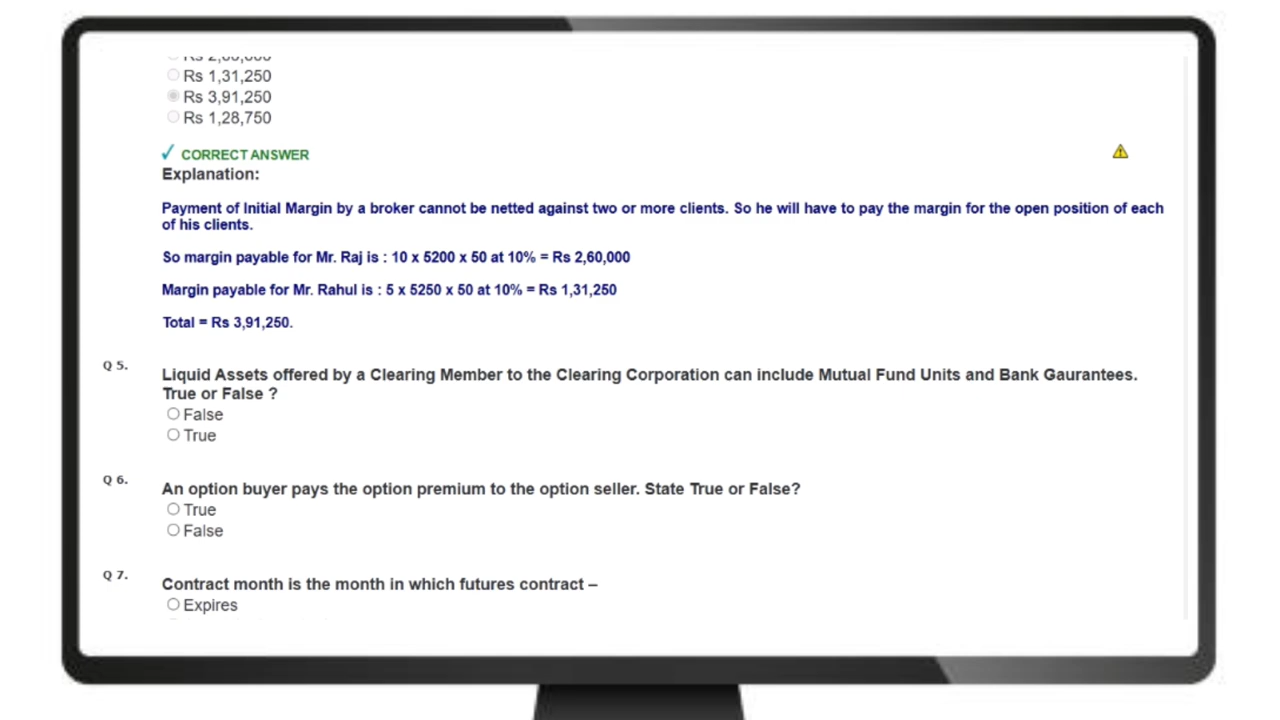 Rs 1,31,250
Rs 3,91,250
Rs 1,28,750
CORRECT ANSWER
Explanation:
Payment of Initial Margin by a broker cannot be netted against two or more clients. So he will have to pay the margin for the open position of each
of his clients.
So margin payable for Mr. Raj is : 10 x 5200 x 50 at 10% = Rs 2,60,000
Margin payable for Mr. Rahul is : 5 x 5250 x 50 at 10% = Rs 1,31,250
Total = Rs 3,91,250.
Q 5.
Liquid Assets offered by a Clearing Member to the Clearing Corporation can include Mutual Fund Units and Bank Gaurantees.
True or False ?
False
True
Q 6.
An option buyer pays the option premium to the option seller. State True or False?
True
False
Q 7.
Contract month is the month in which futures contract –
Expires